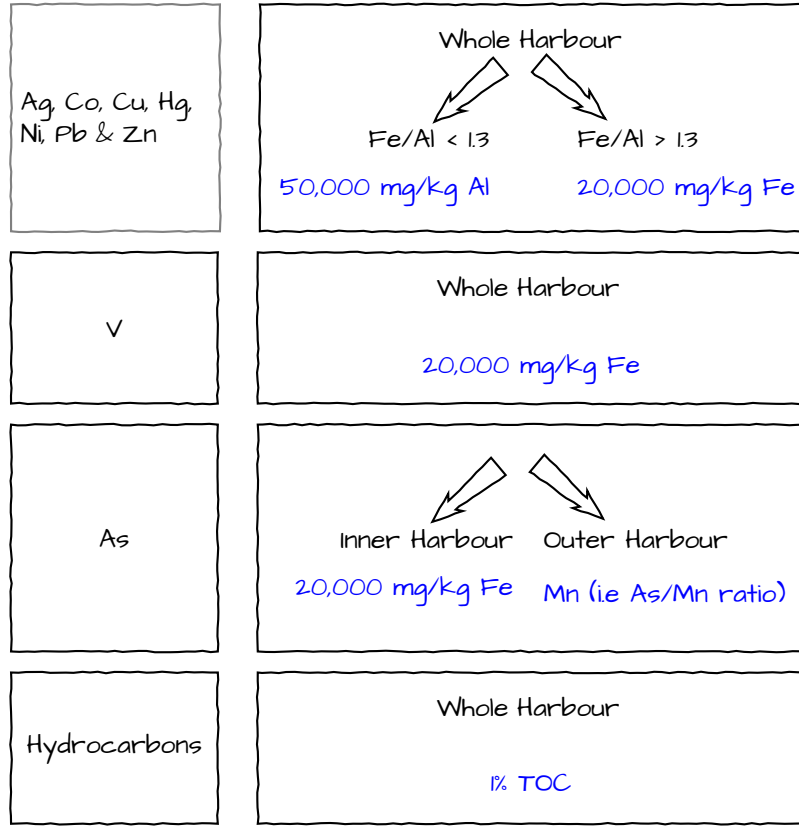 Ag, Co, Cu, Hg,
Ni, Pb & Zn
Whole Harbour
Fe/Al < 1.3
Fe/Al > 1.3
50,000 mg/kg Al
20,000 mg/kg Fe
V
Whole Harbour
20,000 mg/kg Fe
As
Inner Harbour
Outer Harbour
20,000 mg/kg Fe
Mn (i.e As/Mn ratio)
Hydrocarbons
Whole Harbour
1% TOC